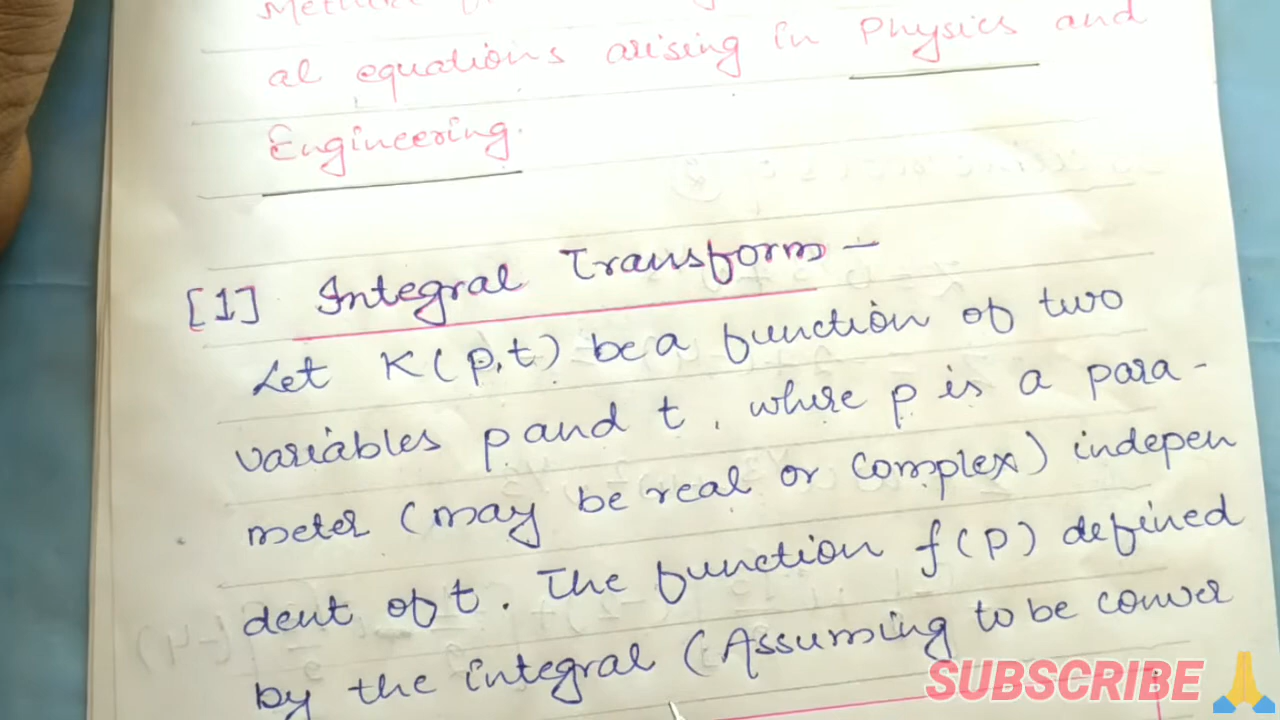 al equations arising in Physics and
Engineering.
[1] Integral Transform –
Let K(p,t) be a function of two
variables p and t, where p is a para-
meter (may be real or complex) indepen
dent of t. The function f(p) defined
by the integral (Assuming to be conver
SUBSCRIBE